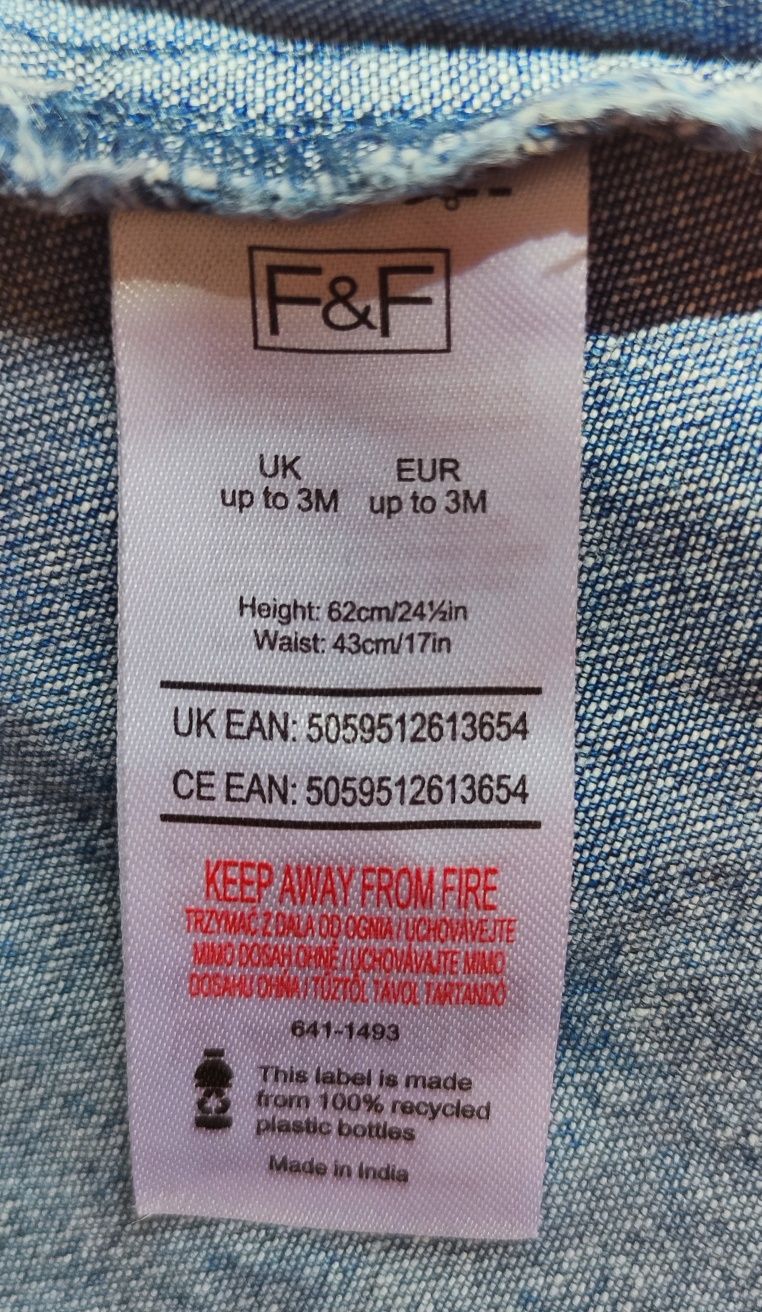 F&F
UK EUR
up to 3M up to 3M
Height: 62cm/24½in
Waist: 43cm/17in
UK EAN: 5059512613654
CE EAN: 5059512613654
KEEP AWAY FROM FIRE
TRZYMAĆ Z DALA OD OGNIA / UCHOVÁVEJTE
MIMO DOSAH OHNĚ / UCHOVÁVAJTE MIMO
DOSAHU OHŇA / TŰZTŐL TÁVOL TARTANDÓ
641-1493
This label is made
from 100% recycled
plastic bottles
Made in India